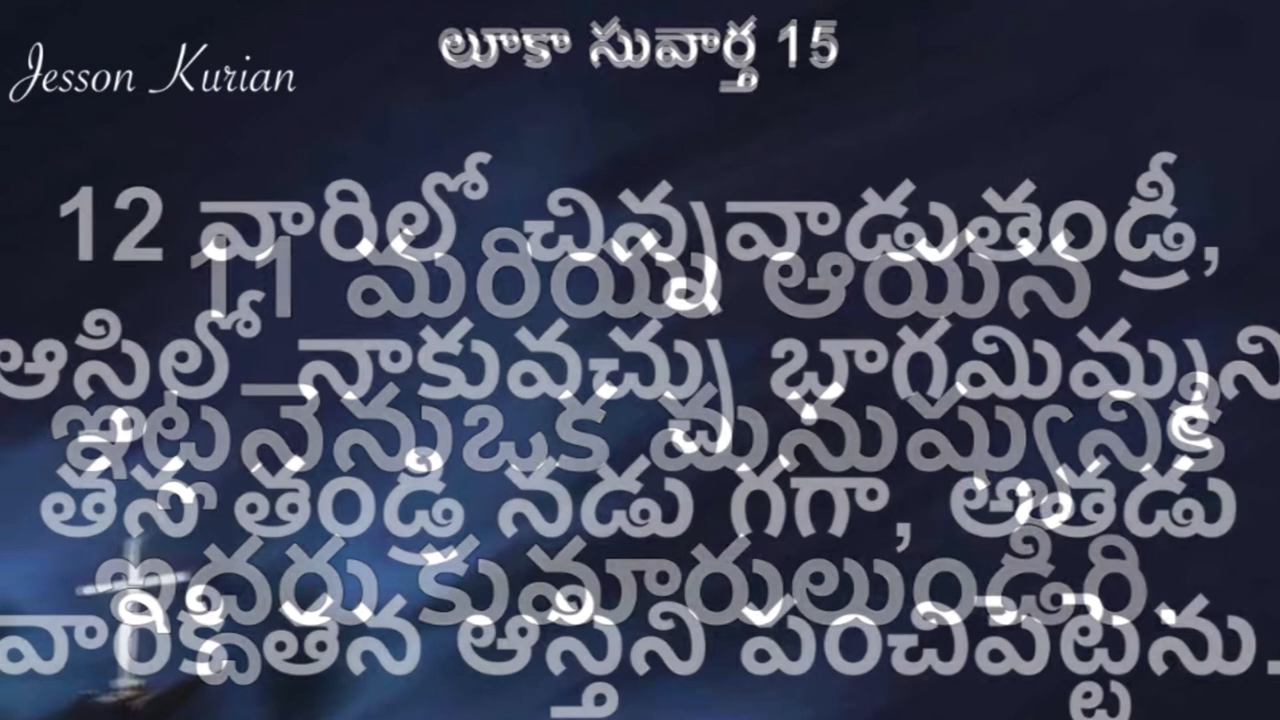 లూకా సువార్త 15
Jesson Kurian
12 వారిలో చిన్నవాడుతండ్రీ,
11 మరియు ఆయన
నాకువచ్చు భాగమిమ్మని
ఇట్లనెనుఒక మనుష్యునికి
తన తండ్రి నడు గగా, అతడు
ఇద్దరు కుమారులుండిరి.
వారికి తన ఆస్తిని పంచిపెట్టెను.